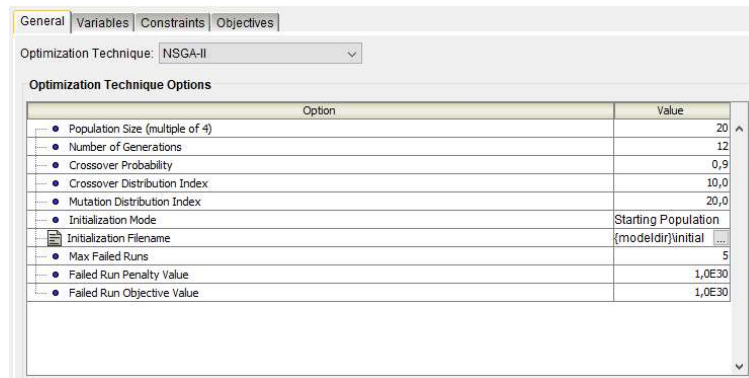 General Variables Constraints Objectives
Optimization Technique: NSGA-II
Optimization Technique Options
Option Value
Population Size (multiple of 4) 20
Number of Generations 12
Crossover Probability 0,9
Crossover Distribution Index 10,0
Mutation Distribution Index 20,0
Initialization Mode Starting Population
Initialization Filename {modeldir}\initial ...
Max Failed Runs 5
Failed Run Penalty Value 1,0E30
Failed Run Objective Value 1,0E30